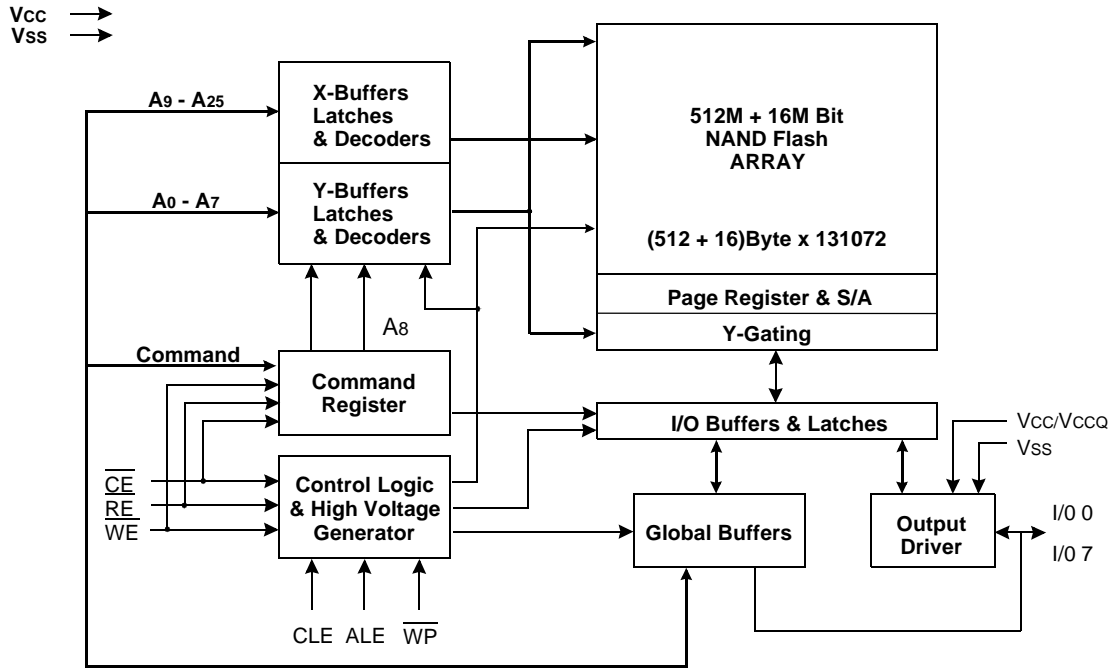 VCC
VSS
A9 - A25
X-Buffers
Latches
& Decoders
512M + 16M Bit
NAND Flash
ARRAY
A0 - A7
Y-Buffers
Latches
& Decoders
(512 + 16)Byte x 131072
Page Register & S/A
Y-Gating
A8
Command
Command
Register
I/O Buffers & Latches
VCC/VCCQ
VSS
CE
RE
WE
Control Logic
& High Voltage
Generator
Global Buffers
Output
Driver
I/0 0
I/0 7
CLE
ALE
WP